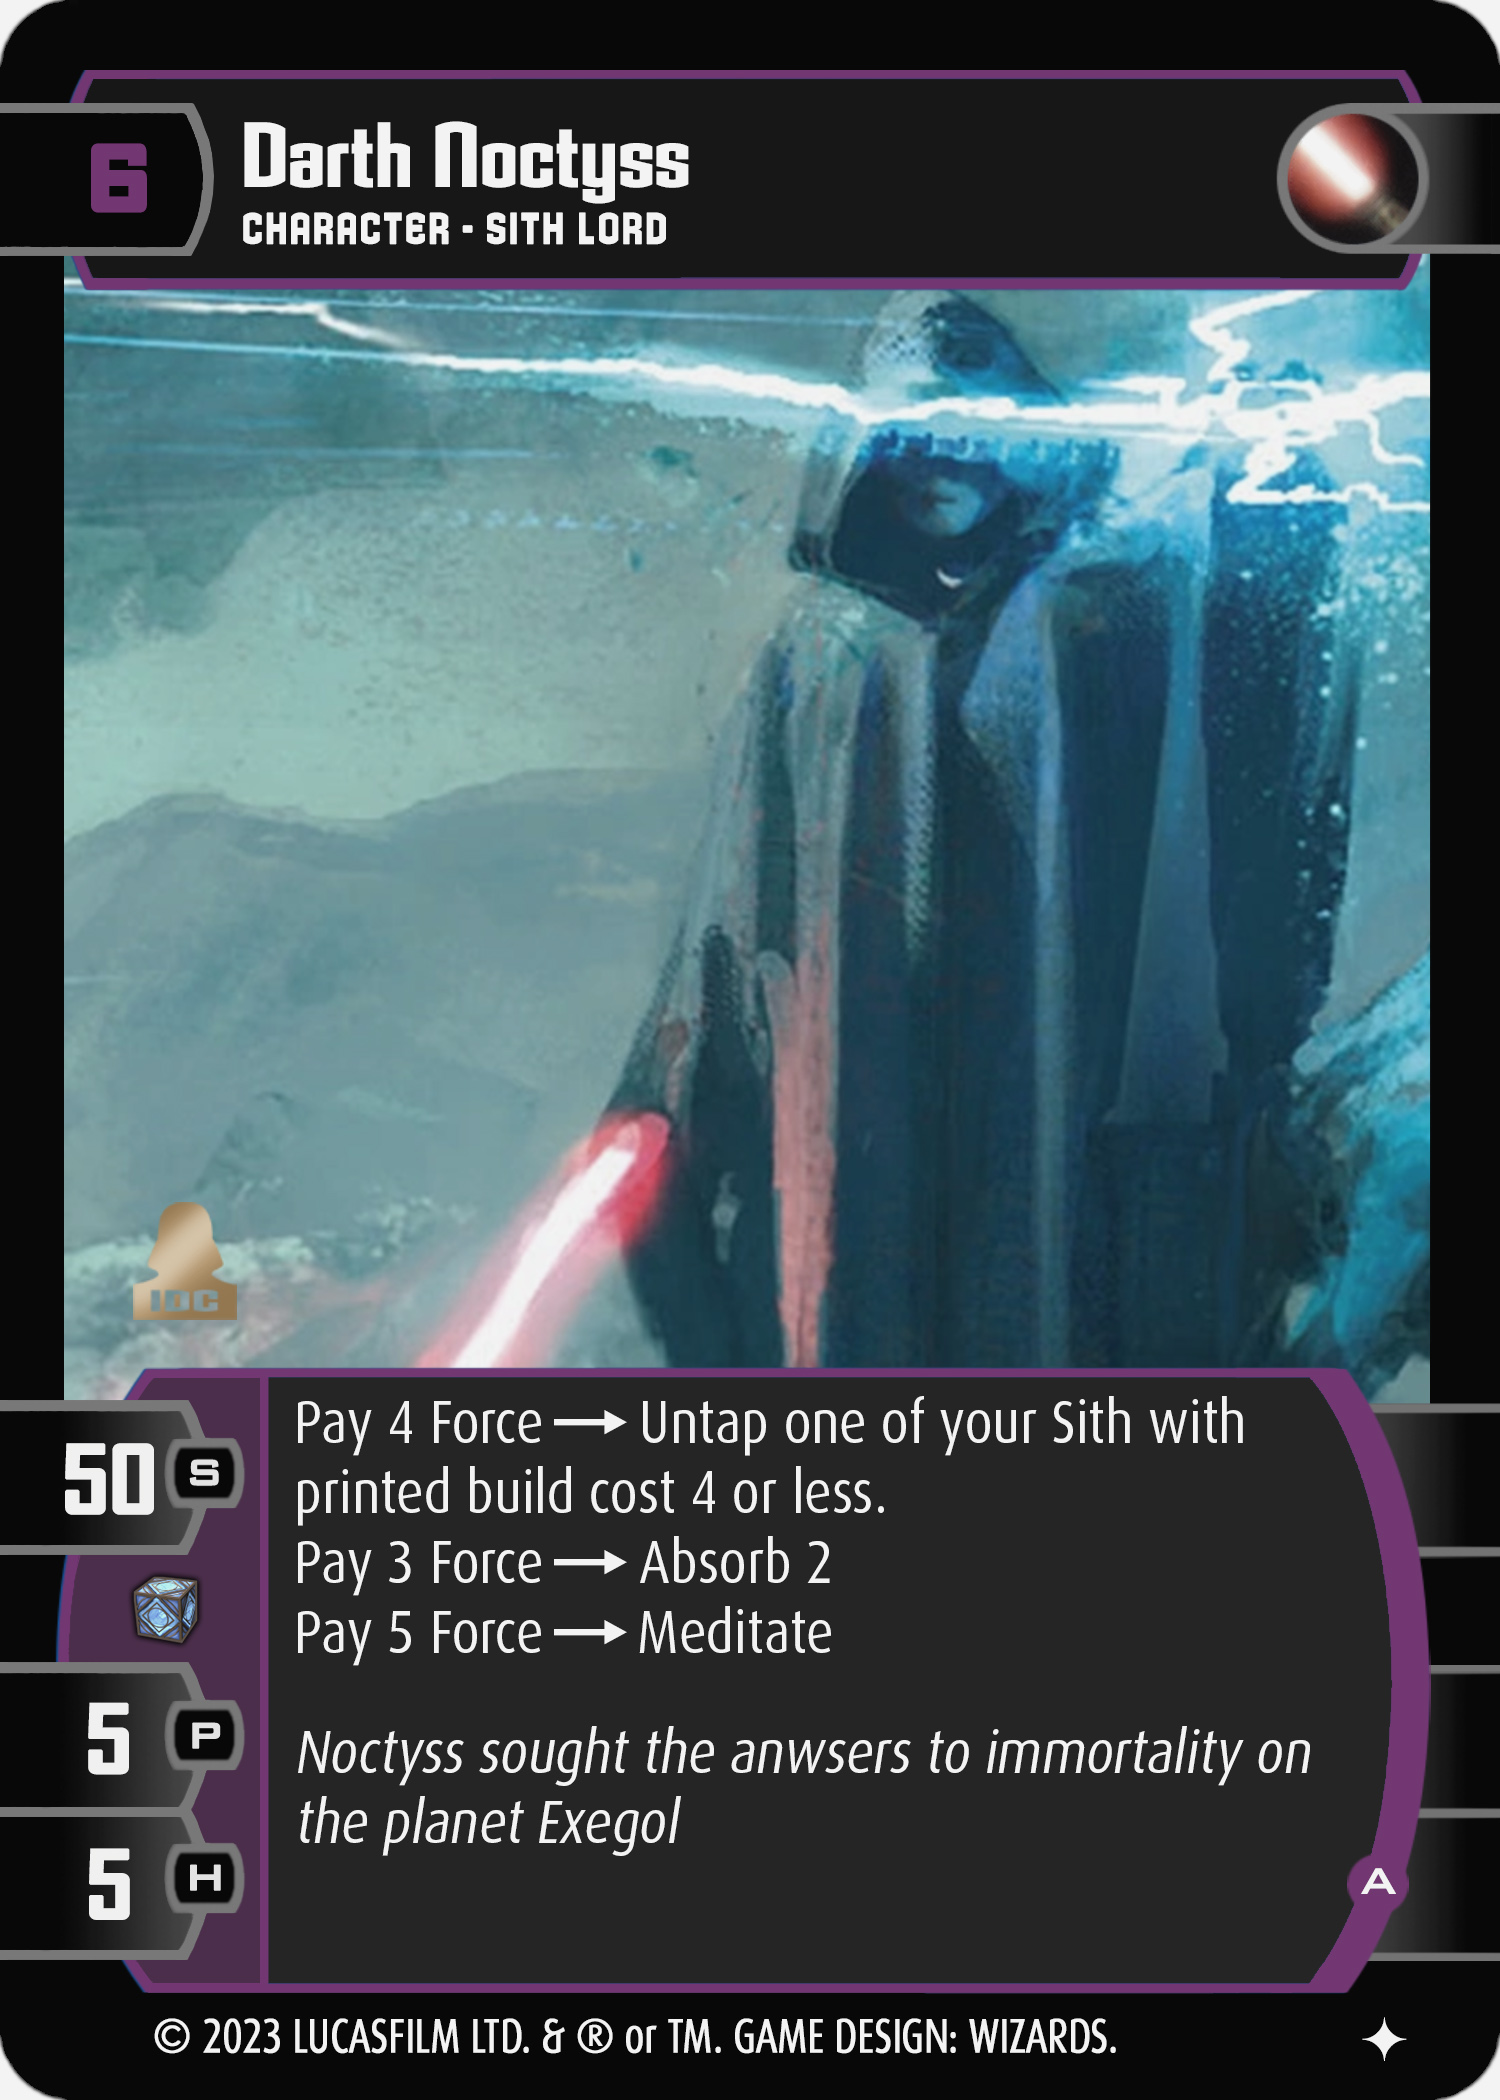 6
Darth Noctyss
CHARACTER - SITH LORD
IDC
50 S
Pay 4 Force → Untap one of your Sith with
printed build cost 4 or less.
Pay 3 Force → Absorb 2
Pay 5 Force → Meditate
5 P
Noctyss sought the anwsers to immortality on
the planet Exegol
5 H
A
© 2023 LUCASFILM LTD. & ® or TM. GAME DESIGN: WIZARDS.